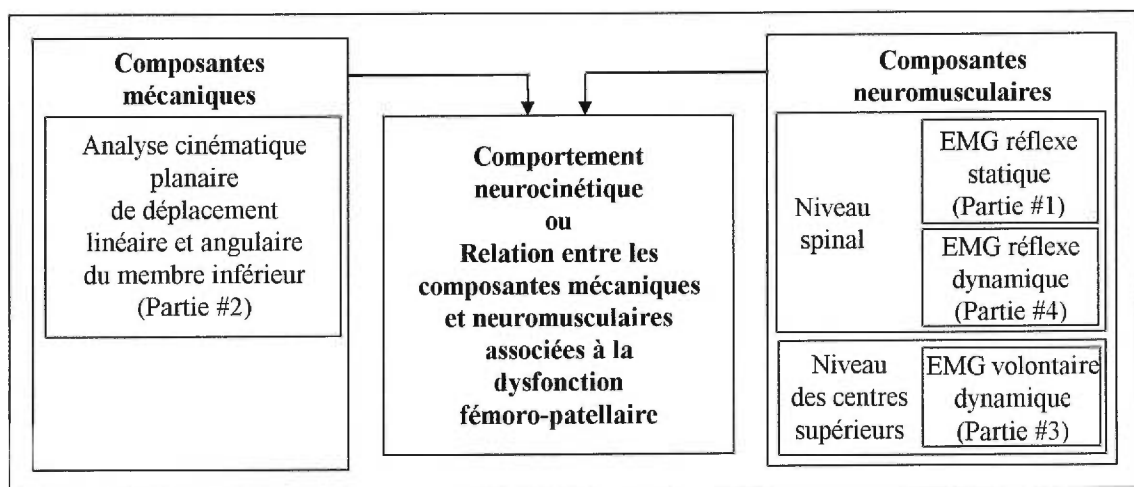 Composantes
mécaniques
Analyse cinématique
planaire
de déplacement
linéaire et angulaire
du membre inférieur
(Partie #2)
Comportement
neurocinétique
ou
Relation entre les
composantes mécaniques
et neuromusculaires
associées à la
dysfonction
fémoro-patellaire
Composantes
neuromusculaires
Niveau
spinal
EMG réflexe
statique
(Partie #1)
EMG réflexe
dynamique
(Partie #4)
Niveau
des centres
supérieurs
EMG volontaire
dynamique
(Partie #3)